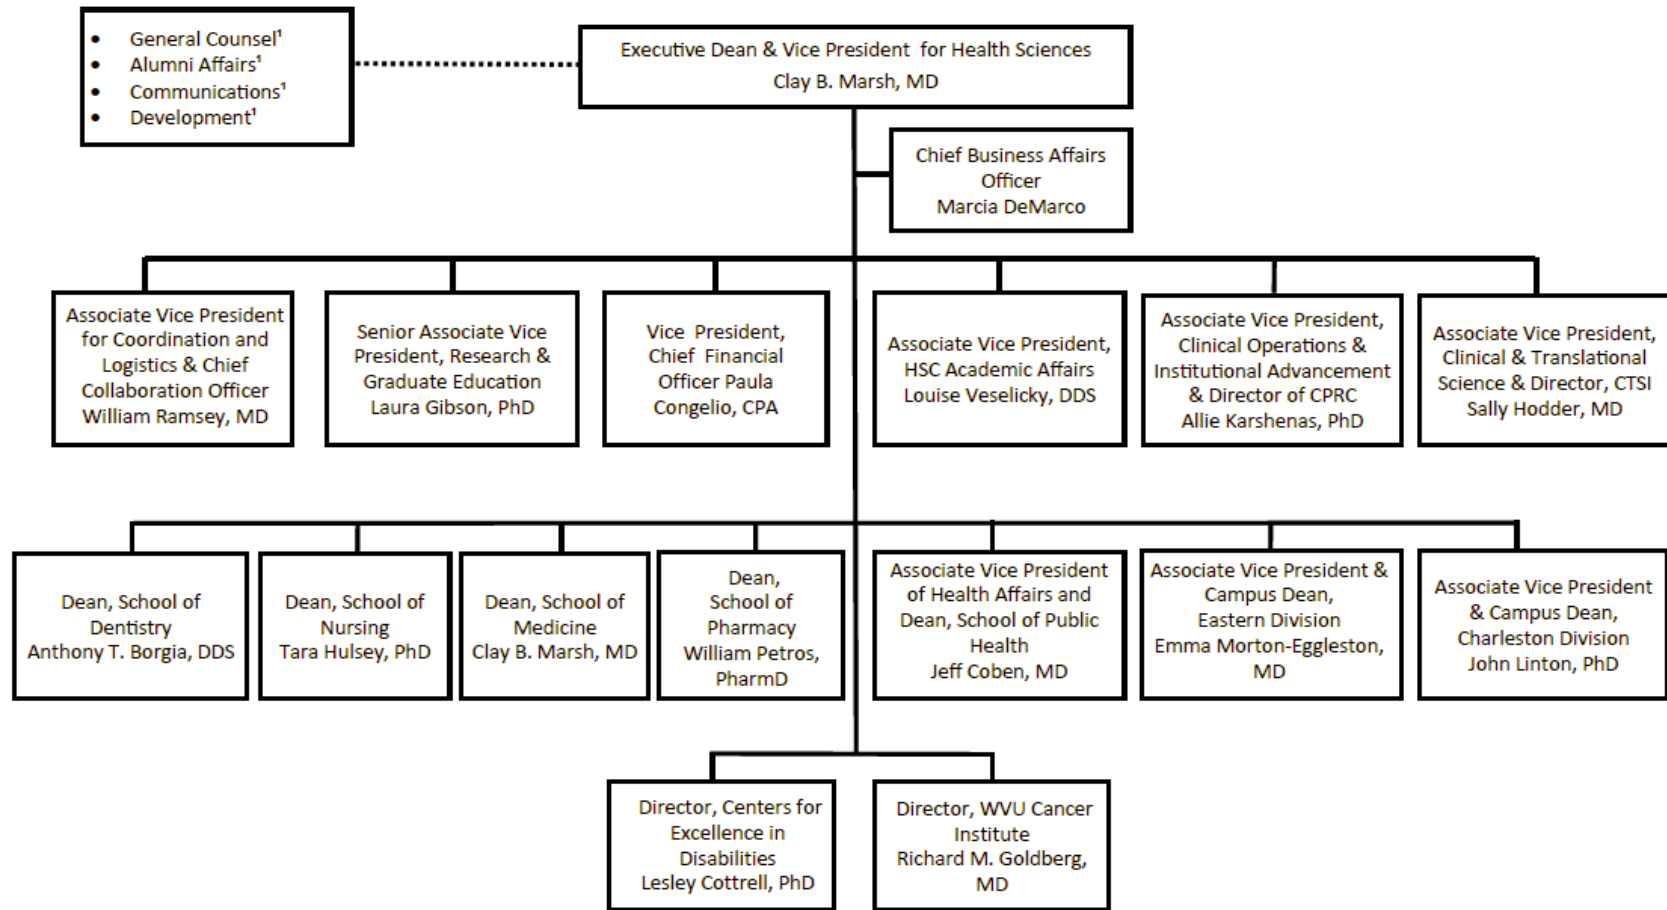 • General Counsel¹
• Alumni Affairs¹
• Communications¹
• Development¹
Executive Dean & Vice President for Health Sciences
Clay B. Marsh, MD
Chief Business Affairs
Officer
Marcia DeMarco
Associate Vice President
for Coordination and
Logistics & Chief
Collaboration Officer
William Ramsey, MD
Senior Associate Vice
President, Research &
Graduate Education
Laura Gibson, PhD
Vice President,
Chief Financial
Officer Paula
Congelio, CPA
Associate Vice President,
HSC Academic Affairs
Louise Veselicky, DDS
Associate Vice President,
Clinical Operations &
Institutional Advancement
& Director of CPRC
Allie Karshenas, PhD
Associate Vice President,
Clinical & Translational
Science & Director, CTSI
Sally Hodder, MD
Dean, School of
Dentistry
Anthony T. Borgia, DDS
Dean, School of
Nursing
Tara Hulsey, PhD
Dean, School of
Medicine
Clay B. Marsh, MD
Dean,
School of
Pharmacy
William Petros,
PharmD
Associate Vice President
of Health Affairs and
Dean, School of Public
Health
Jeff Coben, MD
Associate Vice President &
Campus Dean,
Eastern Division
Emma Morton-Eggleston,
MD
Associate Vice President
& Campus Dean,
Charleston Division
John Linton, PhD
Director, Centers for
Excellence in
Disabilities
Lesley Cottrell, PhD
Director, WVU Cancer
Institute
Richard M. Goldberg,
MD